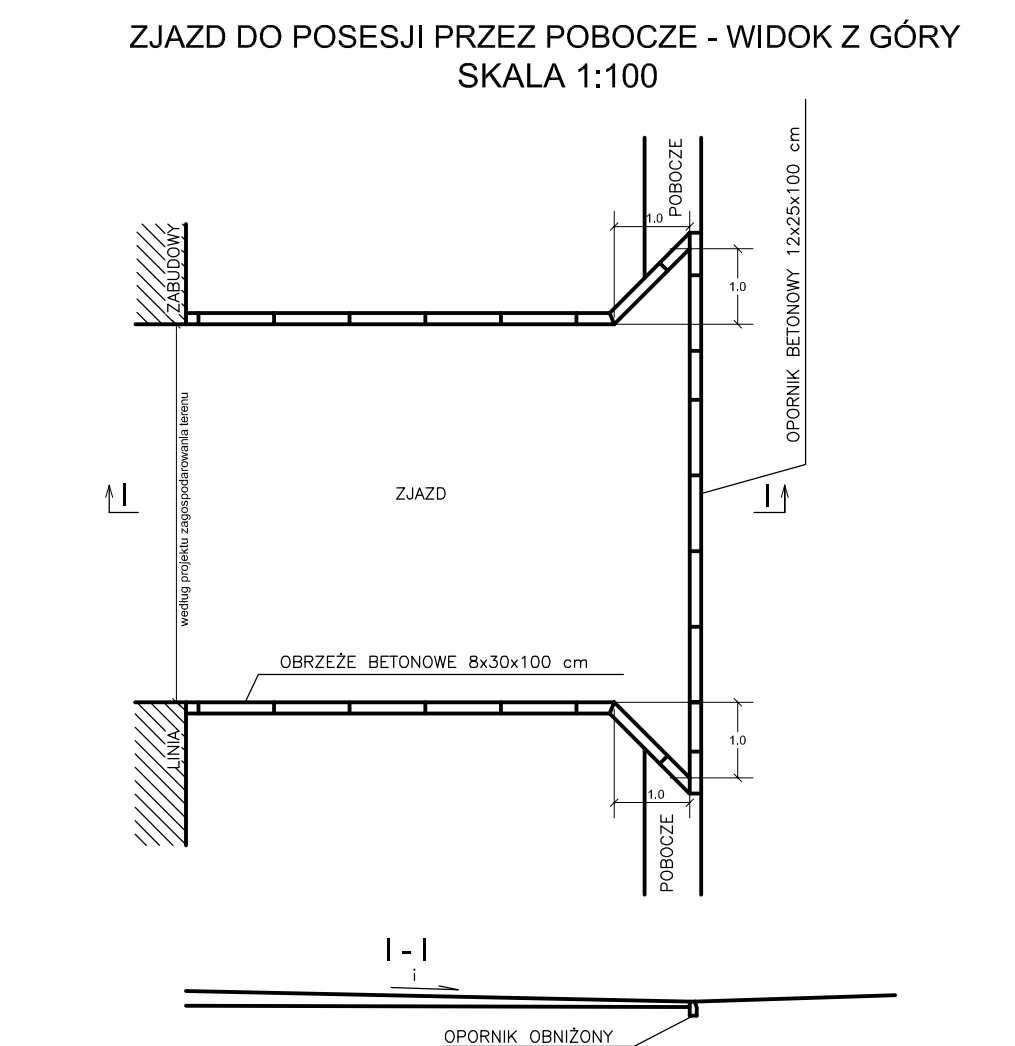 ZJAZD DO POSESJI PRZEZ POBOCZE - WIDOK Z GÓRY
SKALA 1:100
POBOCZE
OPORNIK BETONOWY 12x25x100 cm
1.0
ZABUDOWY
1.0
według projektu zagospodarowania terenu
ZJAZD
I
I
OBRZEŻE BETONOWE 8x30x100 cm
LINIA
1.0
1.0
POBOCZE
I - I
i
OPORNIK OBNIŻONY